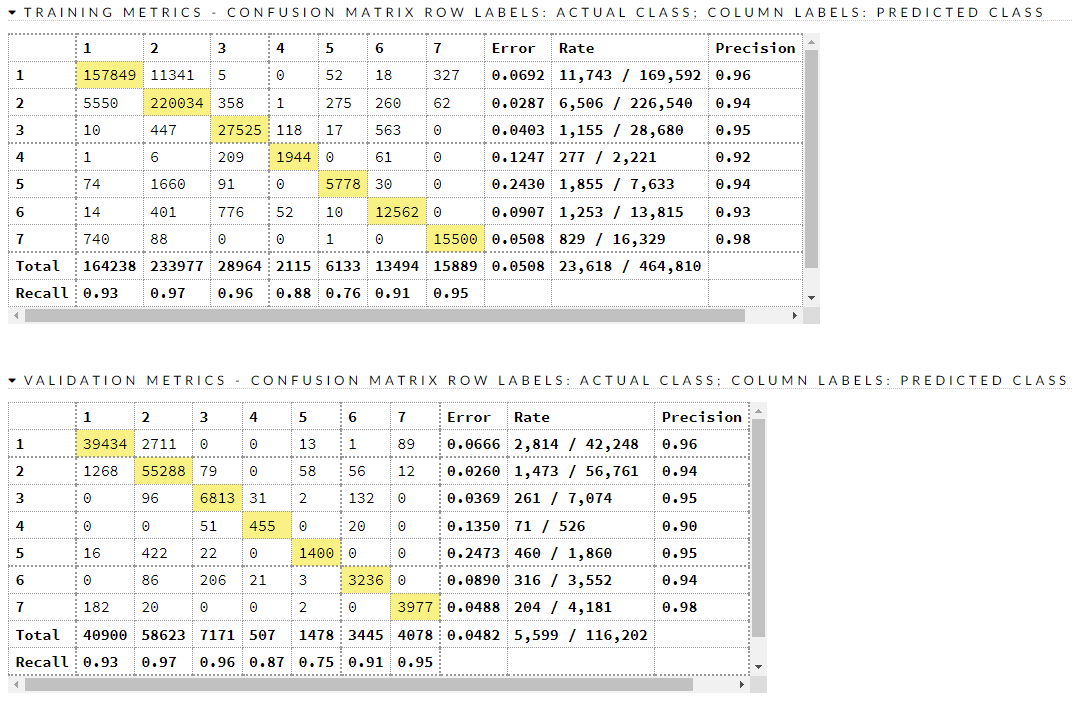 TRAINING METRICS - CONFUSION MATRIX ROW LABELS: ACTUAL CLASS; COLUMN LABELS: PREDICTED CLASS
1 2 3 4 5 6 7 Error Rate Precision
1 157849 11341 5 0 52 18 327 0.0692 11,743 / 169,592 0.96
2 5550 220034 358 1 275 260 62 0.0287 6,506 / 226,540 0.94
3 10 447 27525 118 17 563 0 0.0403 1,155 / 28,680 0.95
4 1 6 209 1944 0 61 0 0.1247 277 / 2,221 0.92
5 74 1660 91 0 5778 30 0 0.2430 1,855 / 7,633 0.94
6 14 401 776 52 10 12562 0 0.0907 1,253 / 13,815 0.93
7 740 88 0 0 1 0 15500 0.0508 829 / 16,329 0.98
Total 164238 233977 28964 2115 6133 13494 15889 0.0508 23,618 / 464,810
Recall 0.93 0.97 0.96 0.88 0.76 0.91 0.95
VALIDATION METRICS - CONFUSION MATRIX ROW LABELS: ACTUAL CLASS; COLUMN LABELS: PREDICTED CLASS
1 2 3 4 5 6 7 Error Rate Precision
1 39434 2711 0 0 13 1 89 0.0666 2,814 / 42,248 0.96
2 1268 55288 79 0 58 56 12 0.0260 1,473 / 56,761 0.94
3 0 96 6813 31 2 132 0 0.0369 261 / 7,074 0.95
4 0 0 51 455 0 20 0 0.1350 71 / 526 0.90
5 16 422 22 0 1400 0 0 0.2473 460 / 1,860 0.95
6 0 86 206 21 3 3236 0 0.0890 316 / 3,552 0.94
7 182 20 0 0 2 0 3977 0.0488 204 / 4,181 0.98
Total 40900 58623 7171 507 1478 3445 4078 0.0482 5,599 / 116,202
Recall 0.93 0.97 0.96 0.87 0.75 0.91 0.95